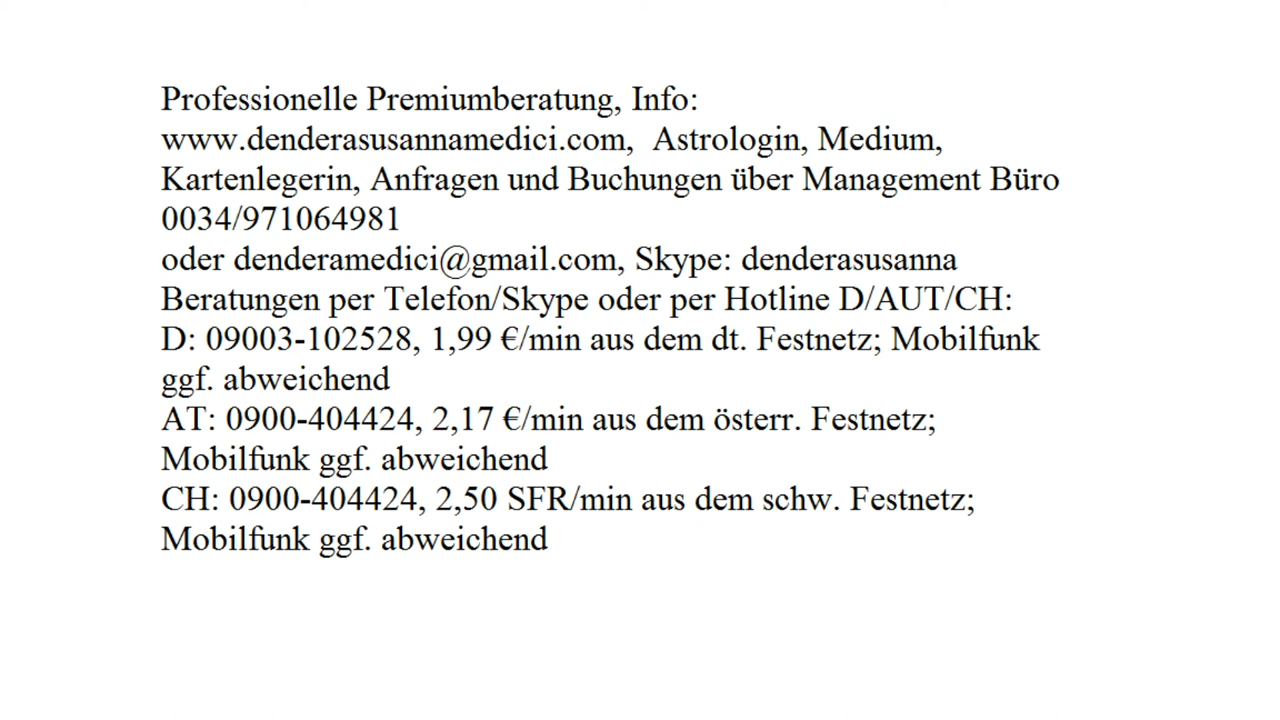 Professionelle Premiumberatung, Info:
www.denderasusannamedici.com,  Astrologin, Medium,
Kartenlegerin, Anfragen und Buchungen über Management Büro
0034/971064981
oder denderamedici@gmail.com, Skype: denderasusanna
Beratungen per Telefon/Skype oder per Hotline D/AUT/CH:
D: 09003-102528, 1,99 €/min aus dem dt. Festnetz; Mobilfunk
ggf. abweichend
AT: 0900-404424, 2,17 €/min aus dem österr. Festnetz;
Mobilfunk ggf. abweichend
CH: 0900-404424, 2,50 SFR/min aus dem schw. Festnetz;
Mobilfunk ggf. abweichend